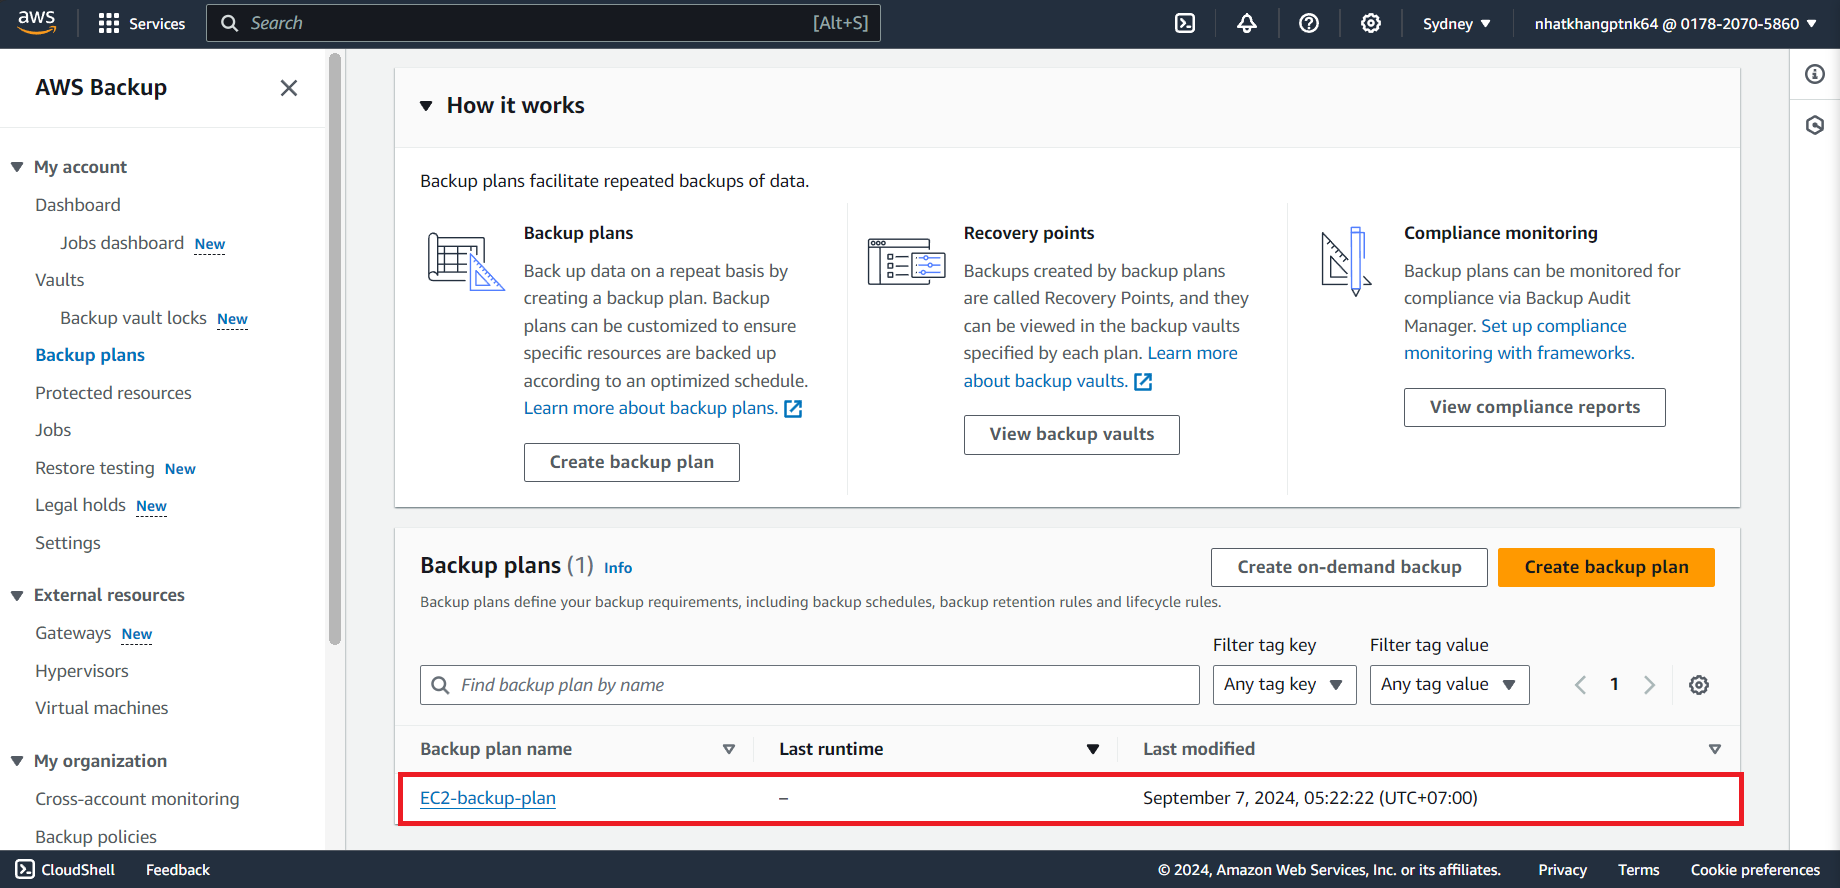 aws
Services
Search
[Alt+S]
Sydney
nhatkhangptnk64 @ 0178-2070-5860
AWS Backup
My account
Dashboard
Jobs dashboard New
Vaults
Backup vault locks New
Backup plans
Protected resources
Jobs
Restore testing New
Legal holds New
Settings
External resources
Gateways New
Hypervisors
Virtual machines
My organization
Cross-account monitoring
Backup policies
How it works
Backup plans facilitate repeated backups of data.
Backup plans
Back up data on a repeat basis by
creating a backup plan. Backup
plans can be customized to ensure
specific resources are backed up
according to an optimized schedule.
Learn more about backup plans.
Create backup plan
Recovery points
Backups created by backup plans
are called Recovery Points, and they
can be viewed in the backup vaults
specified by each plan. Learn more
about backup vaults.
View backup vaults
Compliance monitoring
Backup plans can be monitored for
compliance via Backup Audit
Manager. Set up compliance
monitoring with frameworks.
View compliance reports
Backup plans (1) Info
Create on-demand backup
Create backup plan
Backup plans define your backup requirements, including backup schedules, backup retention rules and lifecycle rules.
Filter tag key
Filter tag value
Find backup plan by name
Any tag key
Any tag value
1
Backup plan name
Last runtime
Last modified
EC2-backup-plan
–
September 7, 2024, 05:22:22 (UTC+07:00)
CloudShell
Feedback
© 2024, Amazon Web Services, Inc. or its affiliates.
Privacy
Terms
Cookie preferences